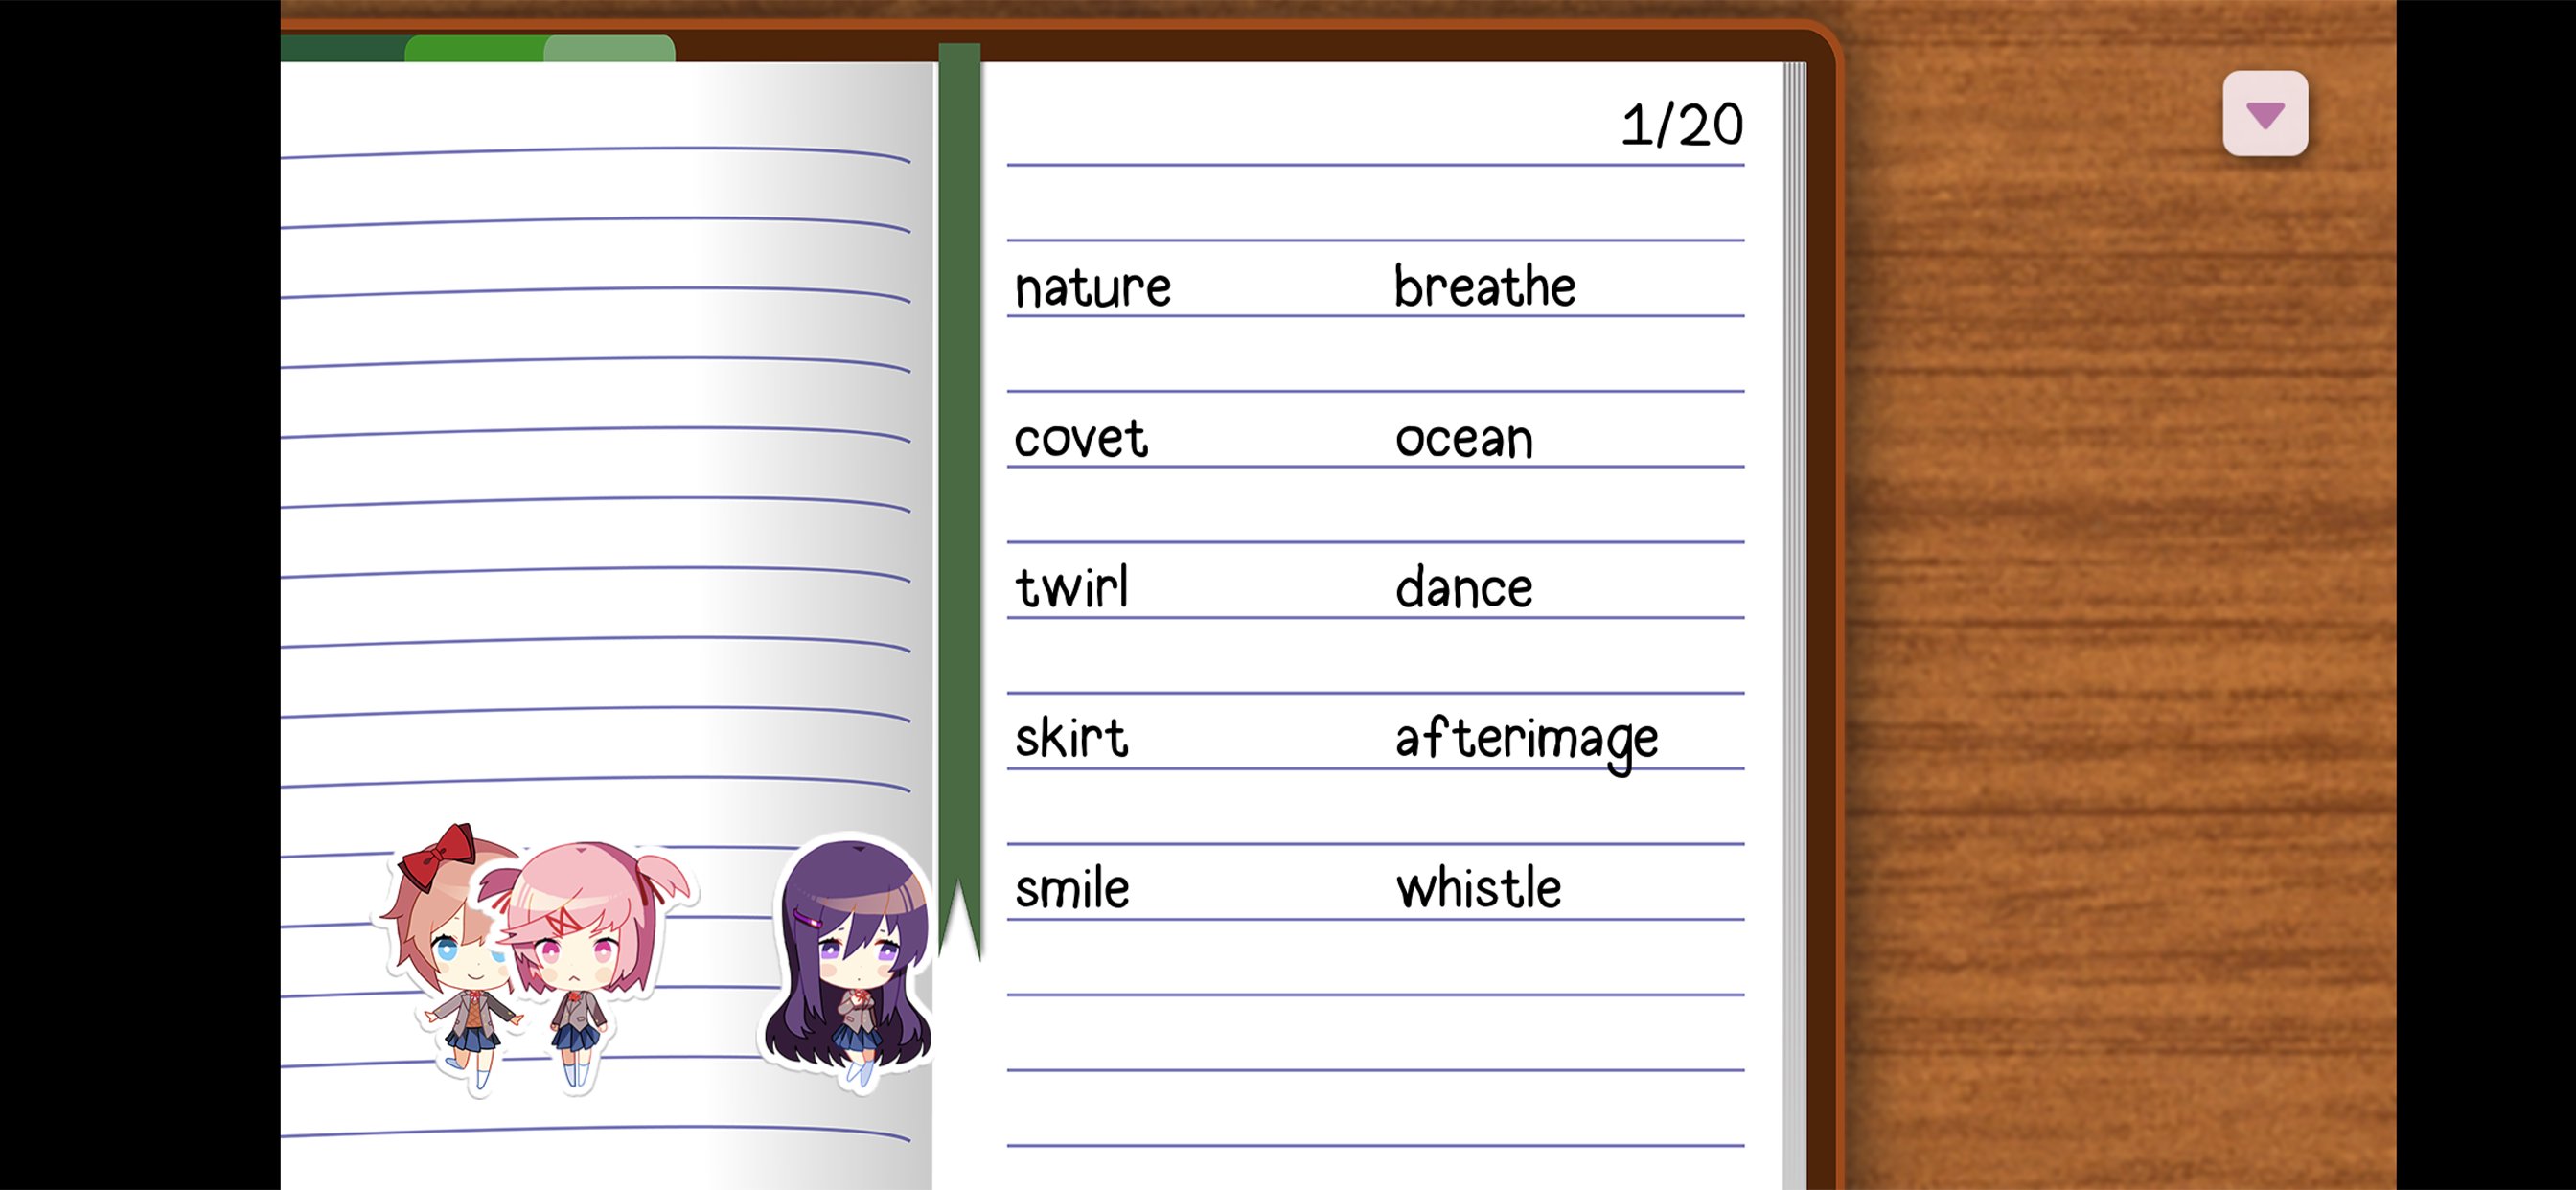 1/20
nature breathe
covet ocean
twirl dance
skirt afterimage
smile whistle